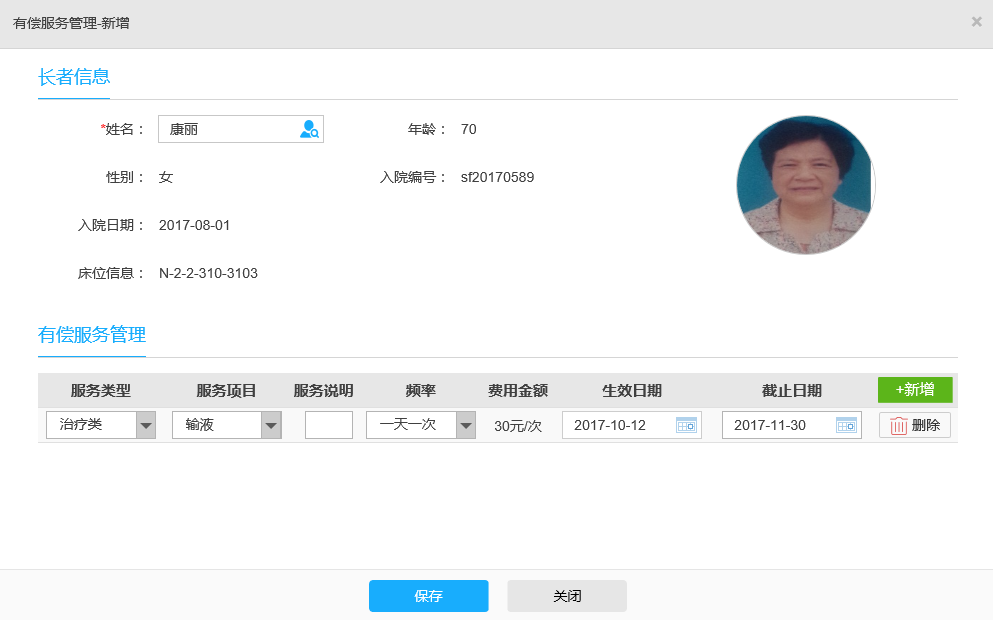 有偿服务管理-新增
×
长者信息
*姓名： 康丽 年龄： 70
性别： 女 入院编号： sf20170589
入院日期： 2017-08-01
床位信息： N-2-2-310-3103
有偿服务管理
服务类型 服务项目 服务说明 频率 费用金额 生效日期 截止日期 +新增
治疗类 输液 一天一次 30元/次 2017-10-12 2017-11-30 删除
保存 关闭